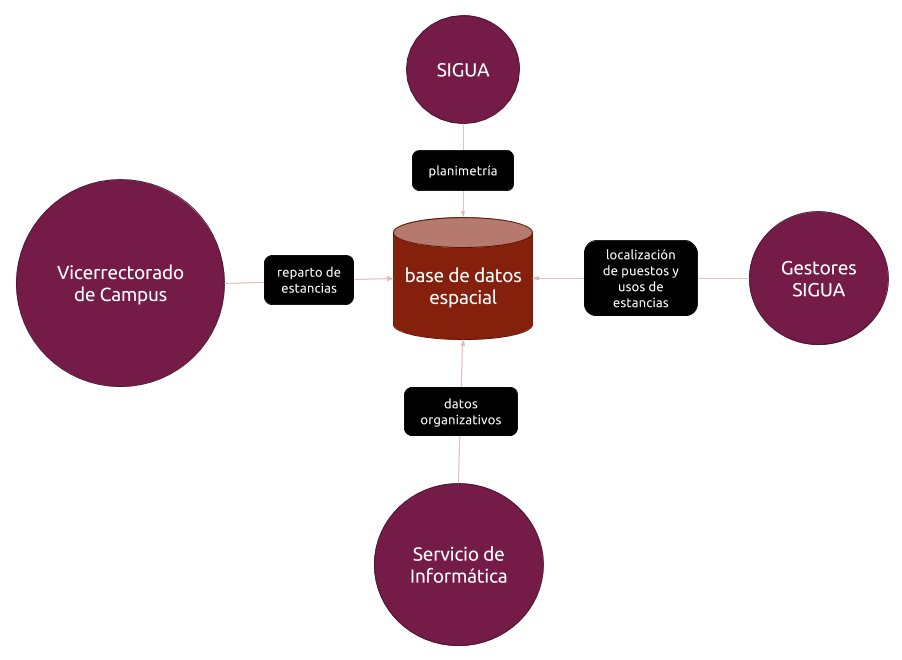 SIGUA
planimetría
Vicerrectorado
de Campus
reparto de
estancias
base de datos
espacial
localización
de puestos y
usos de
estancias
Gestores
SIGUA
datos
organizativos
Servicio de
Informática